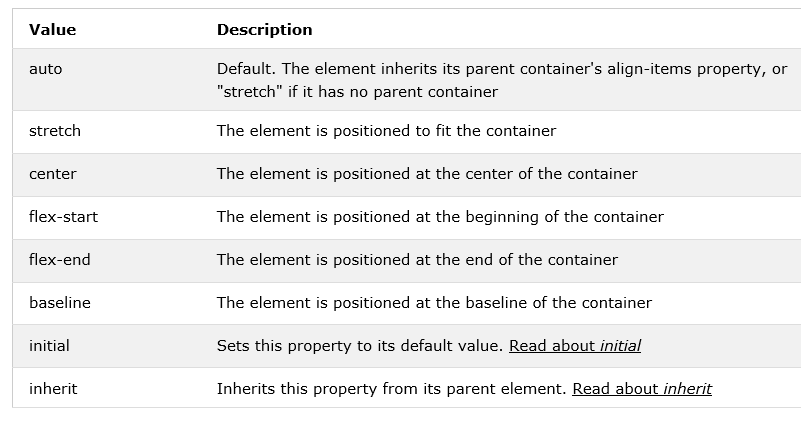 Value Description
auto Default. The element inherits its parent container's align-items property, or
"stretch" if it has no parent container
stretch The element is positioned to fit the container
center The element is positioned at the center of the container
flex-start The element is positioned at the beginning of the container
flex-end The element is positioned at the end of the container
baseline The element is positioned at the baseline of the container
initial Sets this property to its default value. Read about initial
inherit Inherits this property from its parent element. Read about inherit